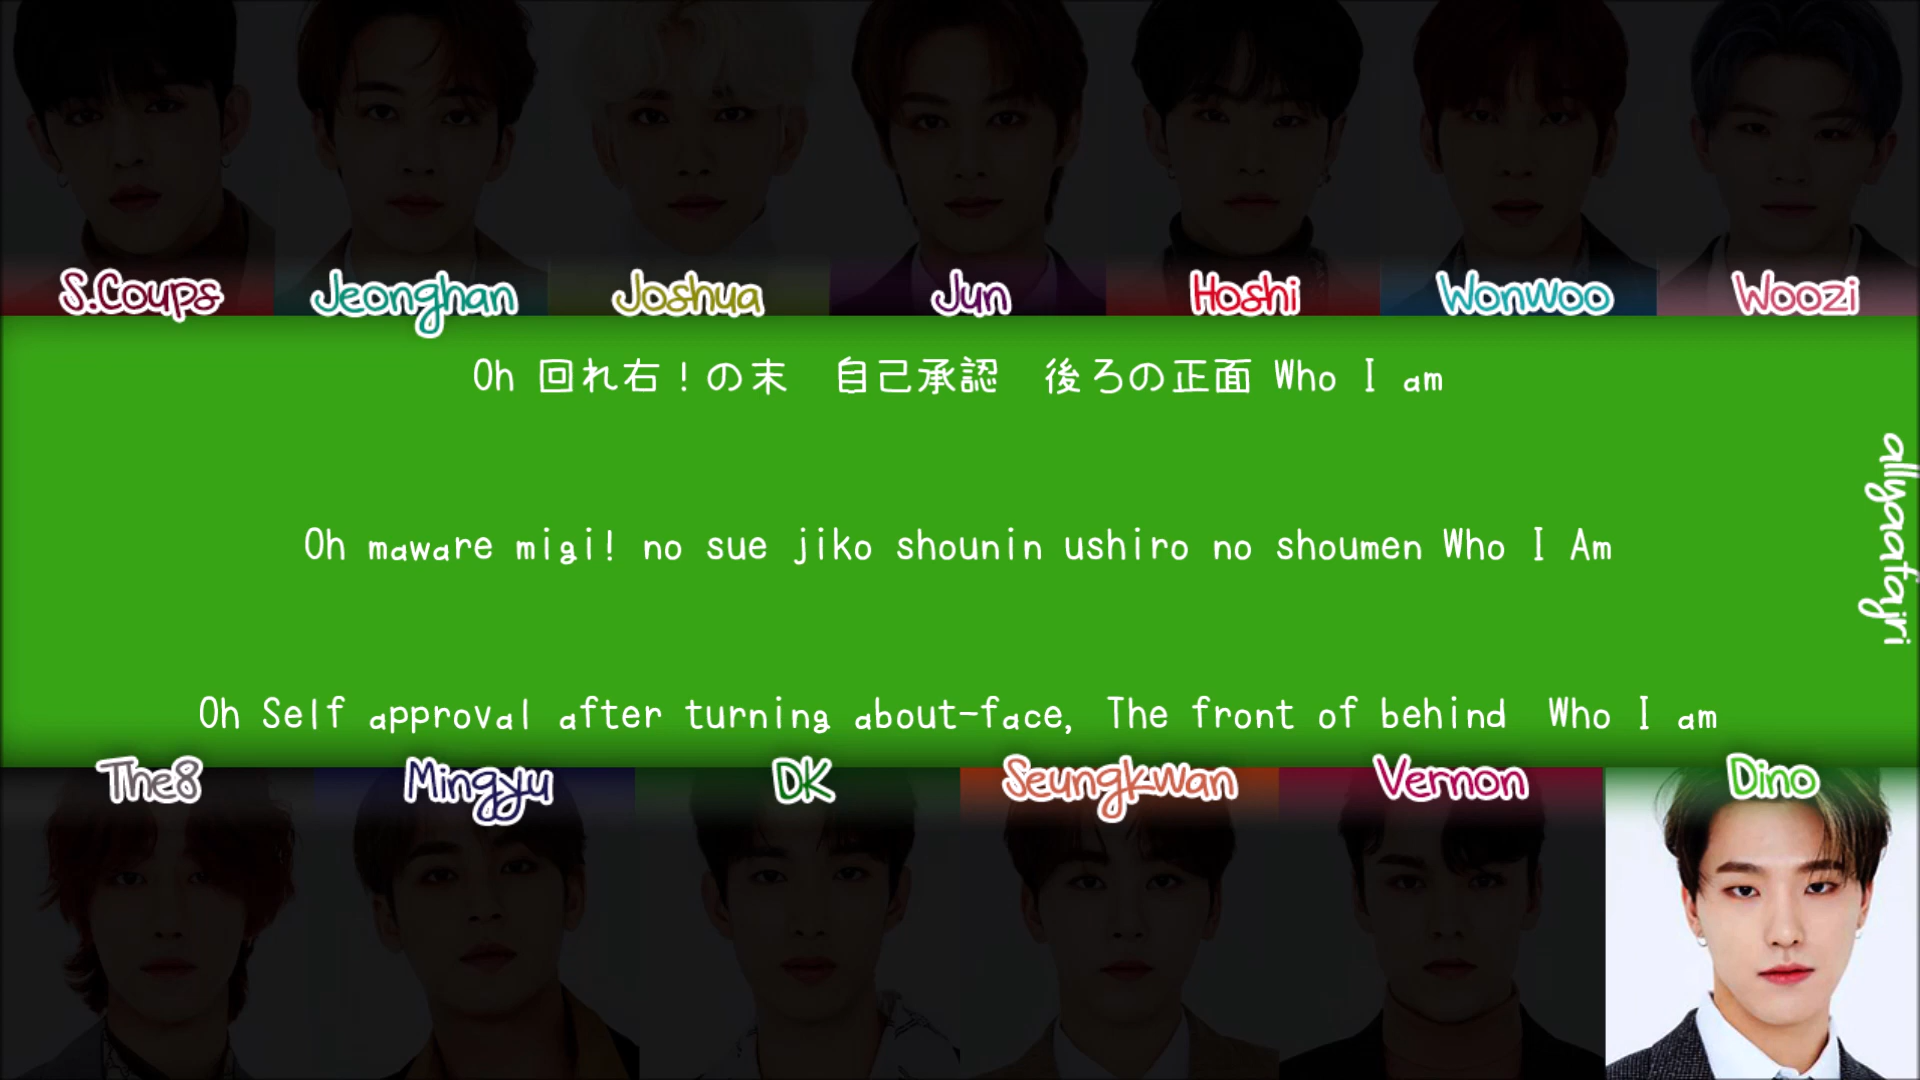 S.Coups
Jeonghan
Joshua
Jun
Hoshi
Wonwoo
Woozi
Oh 回れ右！の末　自己承認　後ろの正面 Who I am
Oh maware migi! no sue jiko shounin ushiro no shoumen Who I Am
Oh Self approval after turning about-face, The front of behind  Who I am
allyaafajri
The8
Mingyu
DK
Seungkwan
Vernon
Dino